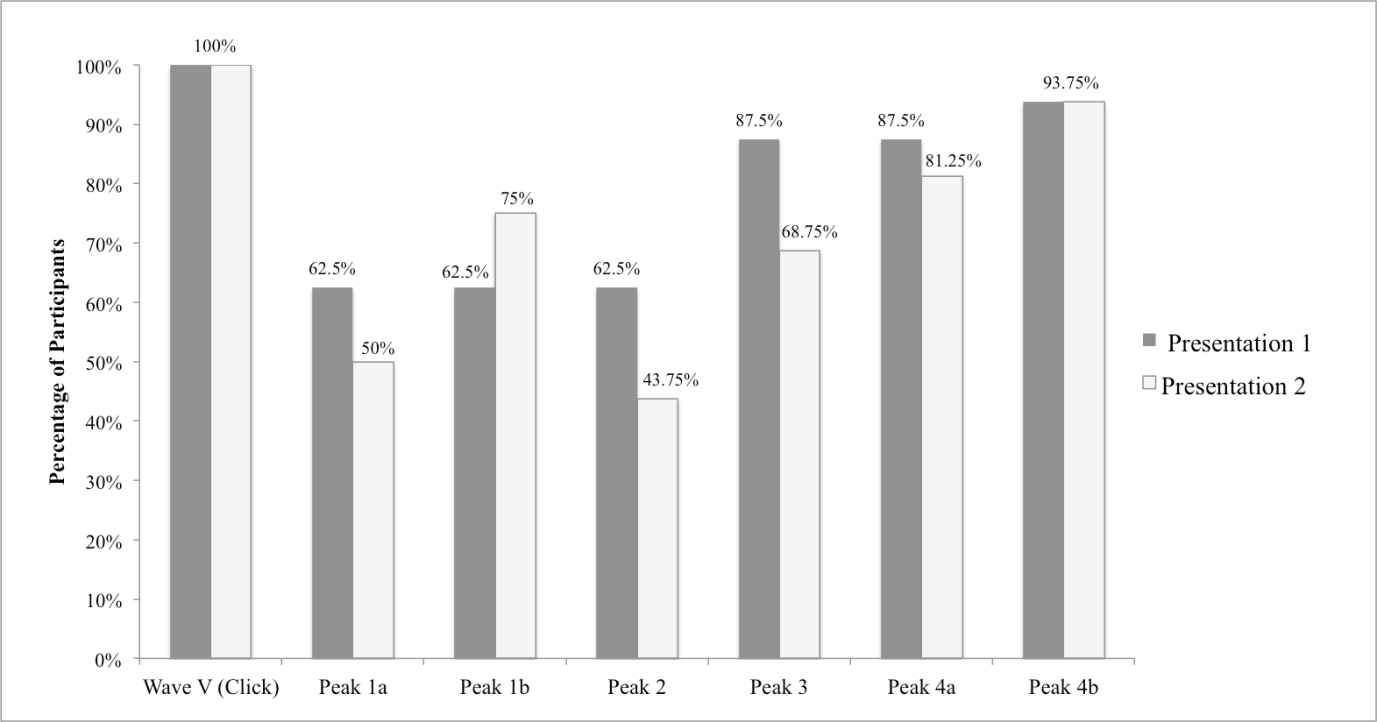 100%
100%
90%
80%
70%
60%
50%
40%
30%
20%
10%
0%
Percentage of Participants
62.5%
50%
62.5%
75%
62.5%
43.75%
87.5%
68.75%
87.5%
81.25%
93.75%
Wave V (Click)
Peak 1a
Peak 1b
Peak 2
Peak 3
Peak 4a
Peak 4b
Presentation 1
Presentation 2